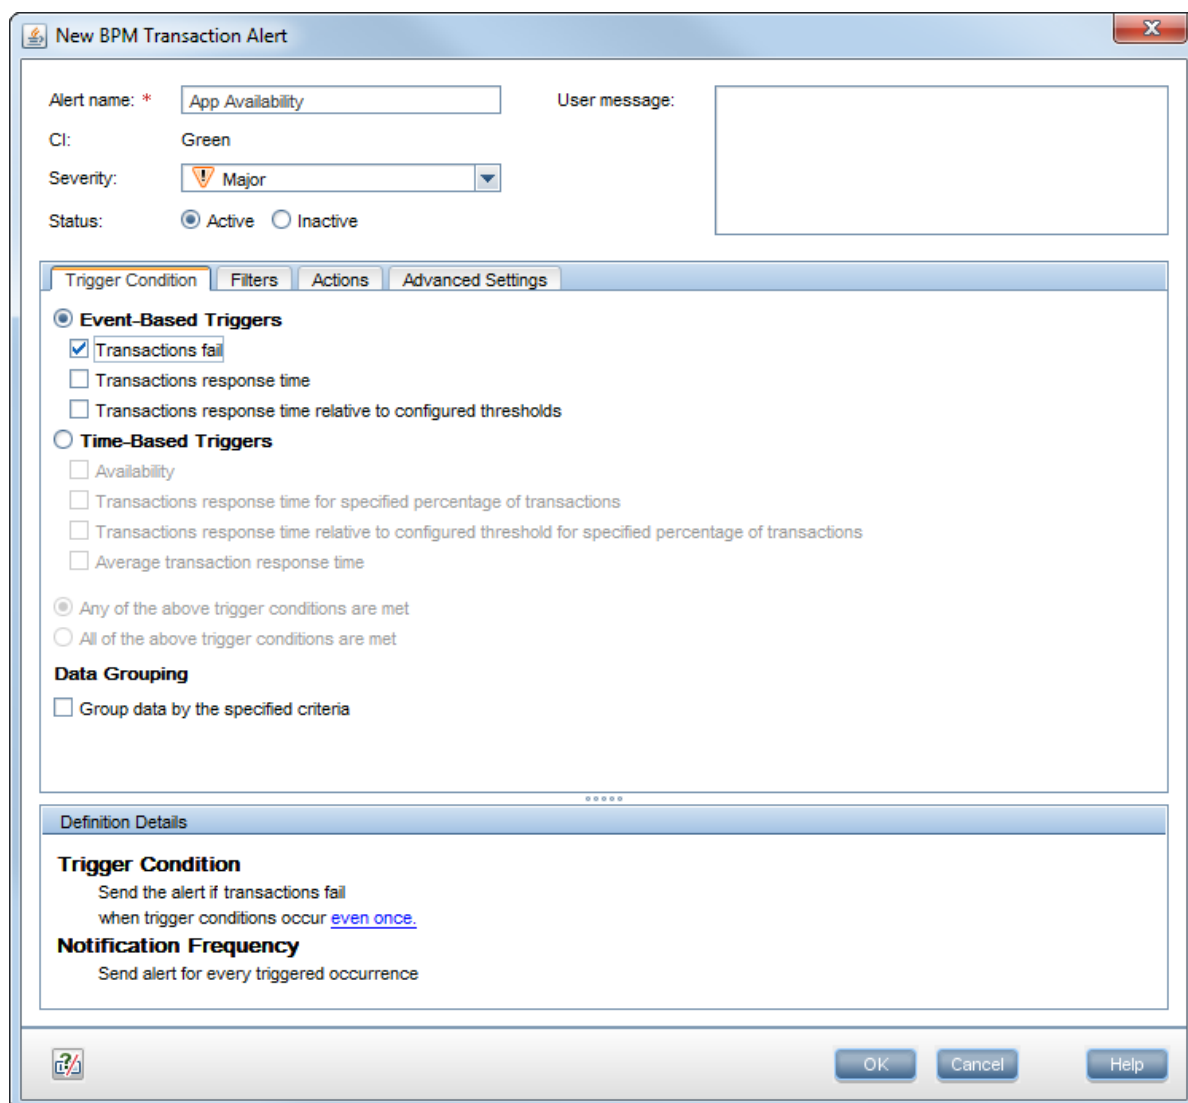 New BPM Transaction Alert
Alert name: * App Availability User message:
CI: Green
Severity: Major
Status: Active Inactive
Trigger Condition Filters Actions Advanced Settings
Event-Based Triggers
Transactions fail
Transactions response time
Transactions response time relative to configured thresholds
Time-Based Triggers
Availability
Transactions response time for specified percentage of transactions
Transactions response time relative to configured threshold for specified percentage of transactions
Average transaction response time
Any of the above trigger conditions are met
All of the above trigger conditions are met
Data Grouping
Group data by the specified criteria
Definition Details
Trigger Condition
Send the alert if transactions fail
when trigger conditions occur even once.
Notification Frequency
Send alert for every triggered occurrence
OK Cancel Help